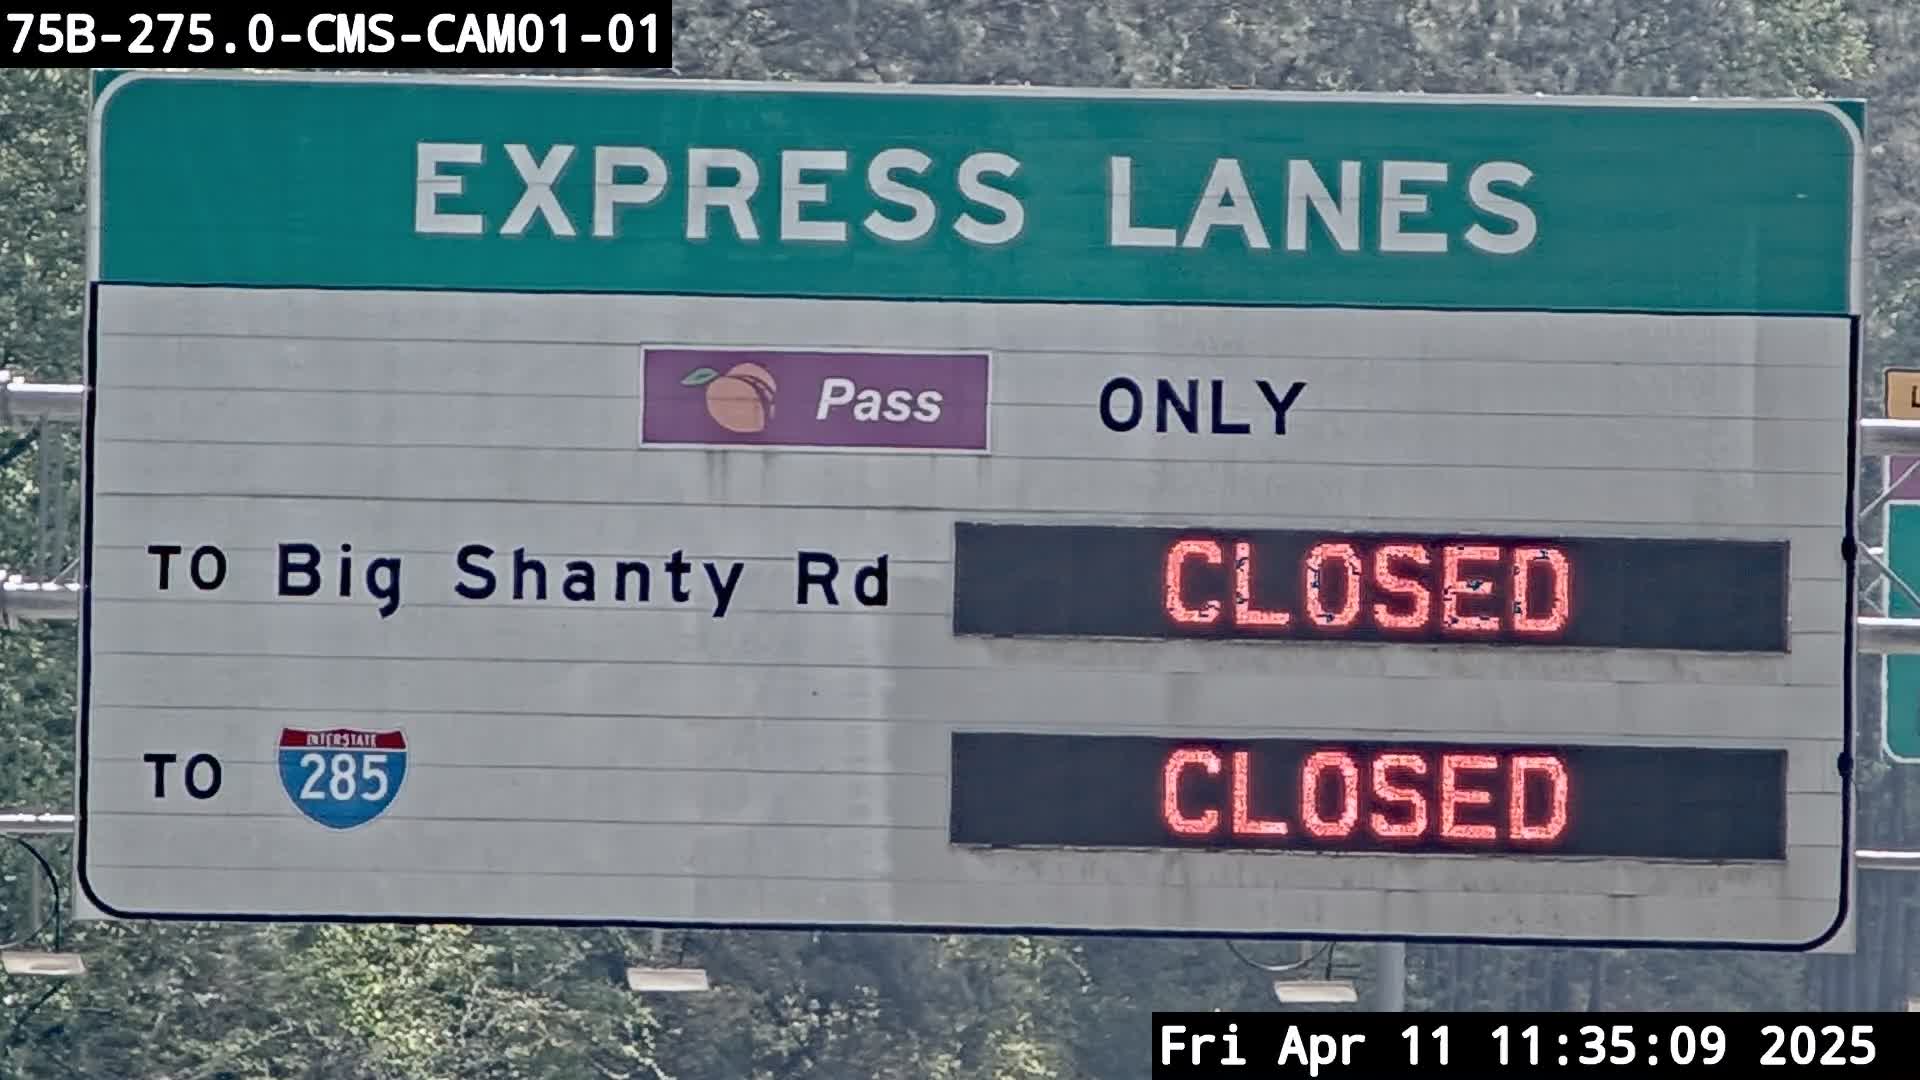 75B-275.0-CMS-CAM01-01
EXPRESS LANES
Pass ONLY
TO Big Shanty Rd CLOSED
INTERSTATE
TO 285 CLOSED
Fri Apr 11 11:35:09 2025